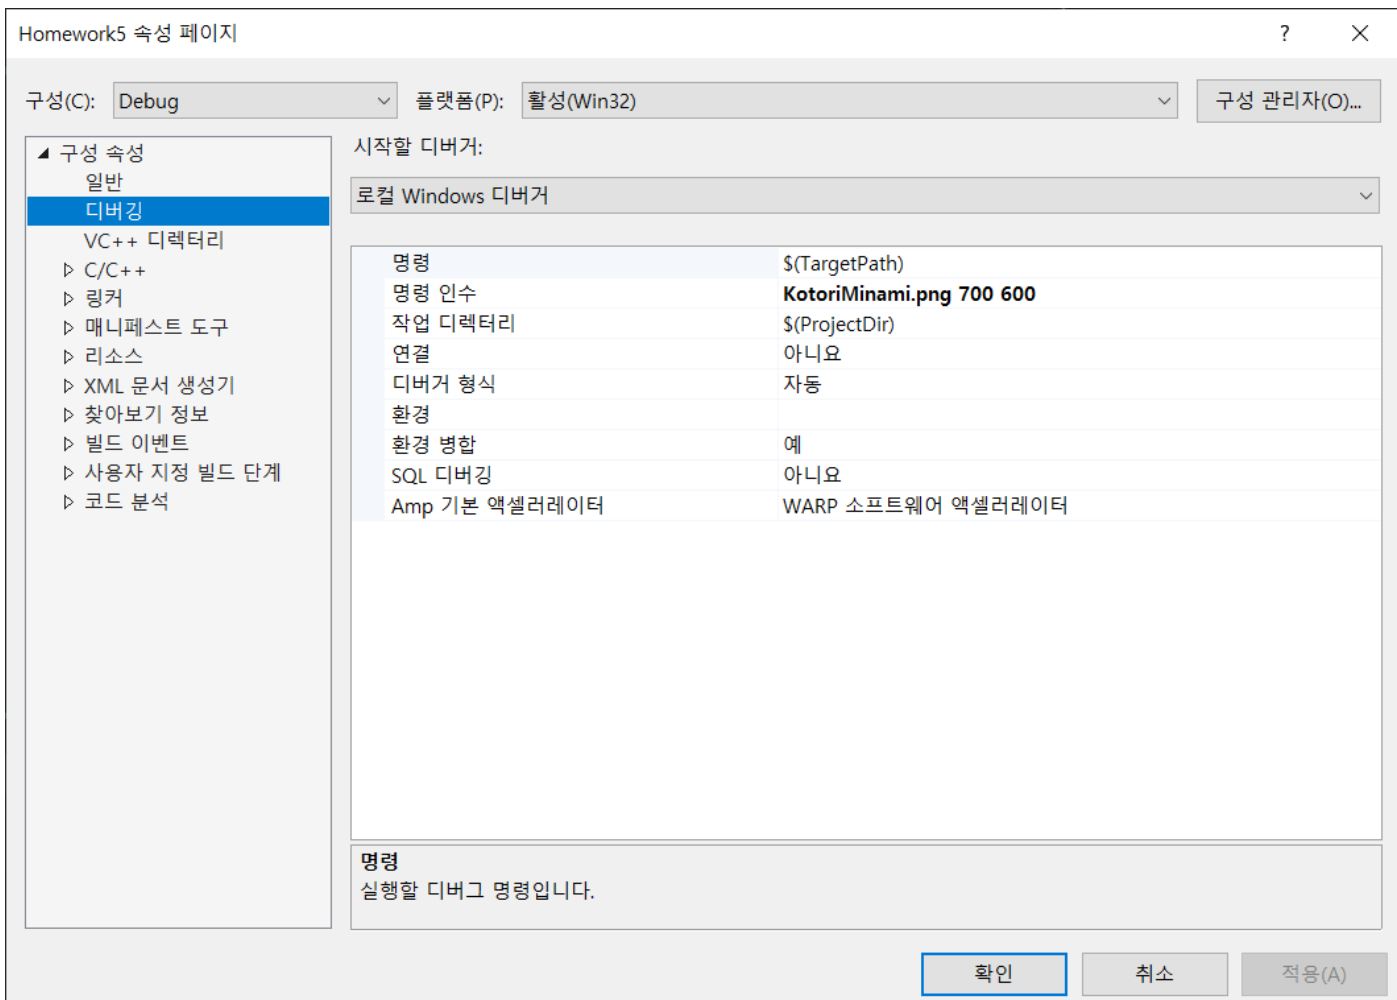 Homework5 속성 페이지
?
구성(C): Debug 플랫폼(P): 활성(Win32) 구성 관리자(O)...
구성 속성
일반
디버깅
VC++ 디렉터리
C/C++
링커
매니페스트 도구
리소스
XML 문서 생성기
찾아보기 정보
빌드 이벤트
사용자 지정 빌드 단계
코드 분석
시작할 디버거:
로컬 Windows 디버거
명령 $(TargetPath)
명령 인수 KotoriMinami.png 700 600
작업 디렉터리 $(ProjectDir)
연결 아니요
디버거 형식 자동
환경
환경 병합 예
SQL 디버깅 아니요
Amp 기본 액셀러레이터 WARP 소프트웨어 액셀러레이터
명령
실행할 디버그 명령입니다.
확인 취소 적용(A)